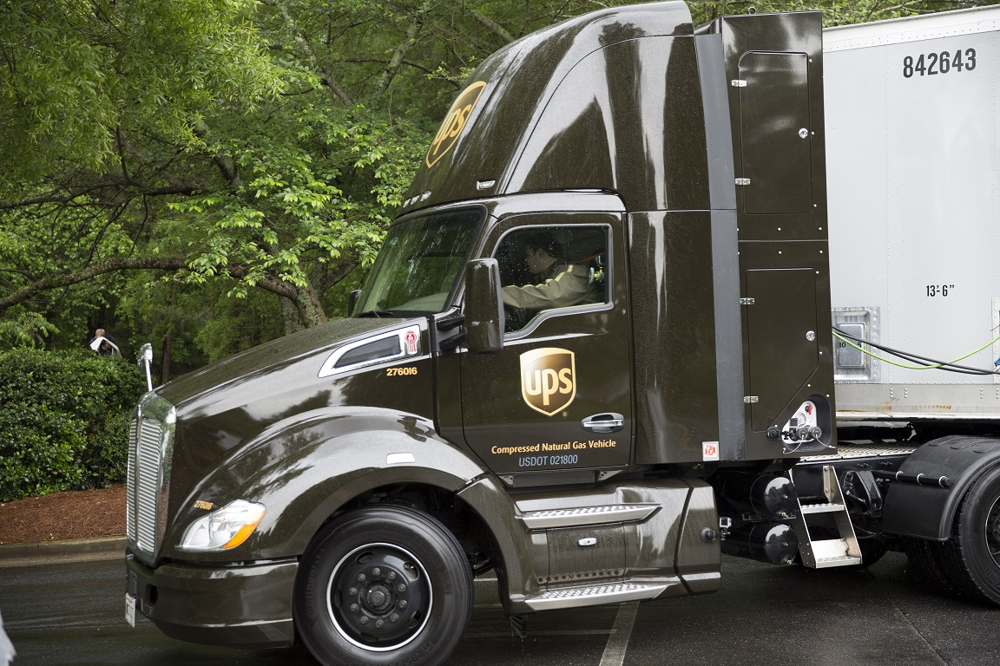 842643
ups
13'-6"
276016
ups
Compressed Natural Gas Vehicle
USDOT 021800
276016